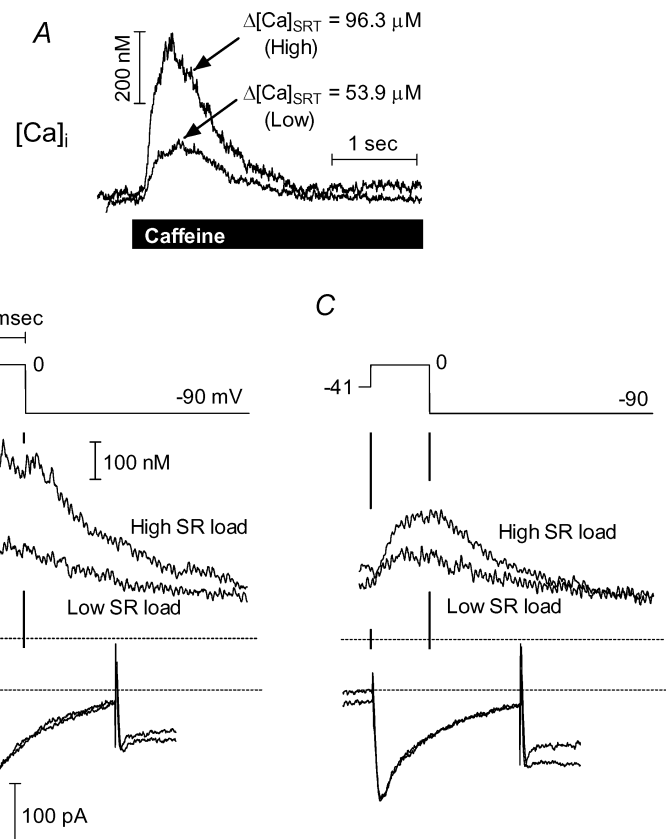 A
Δ[Ca]SRT = 96.3 μM
(High)
200 nM
Δ[Ca]SRT = 53.9 μM
(Low)
[Ca]i
1 sec
Caffeine
C
msec
0
-90 mV
-41
0
-90
100 nM
High SR load
Low SR load
High SR load
Low SR load
100 pA